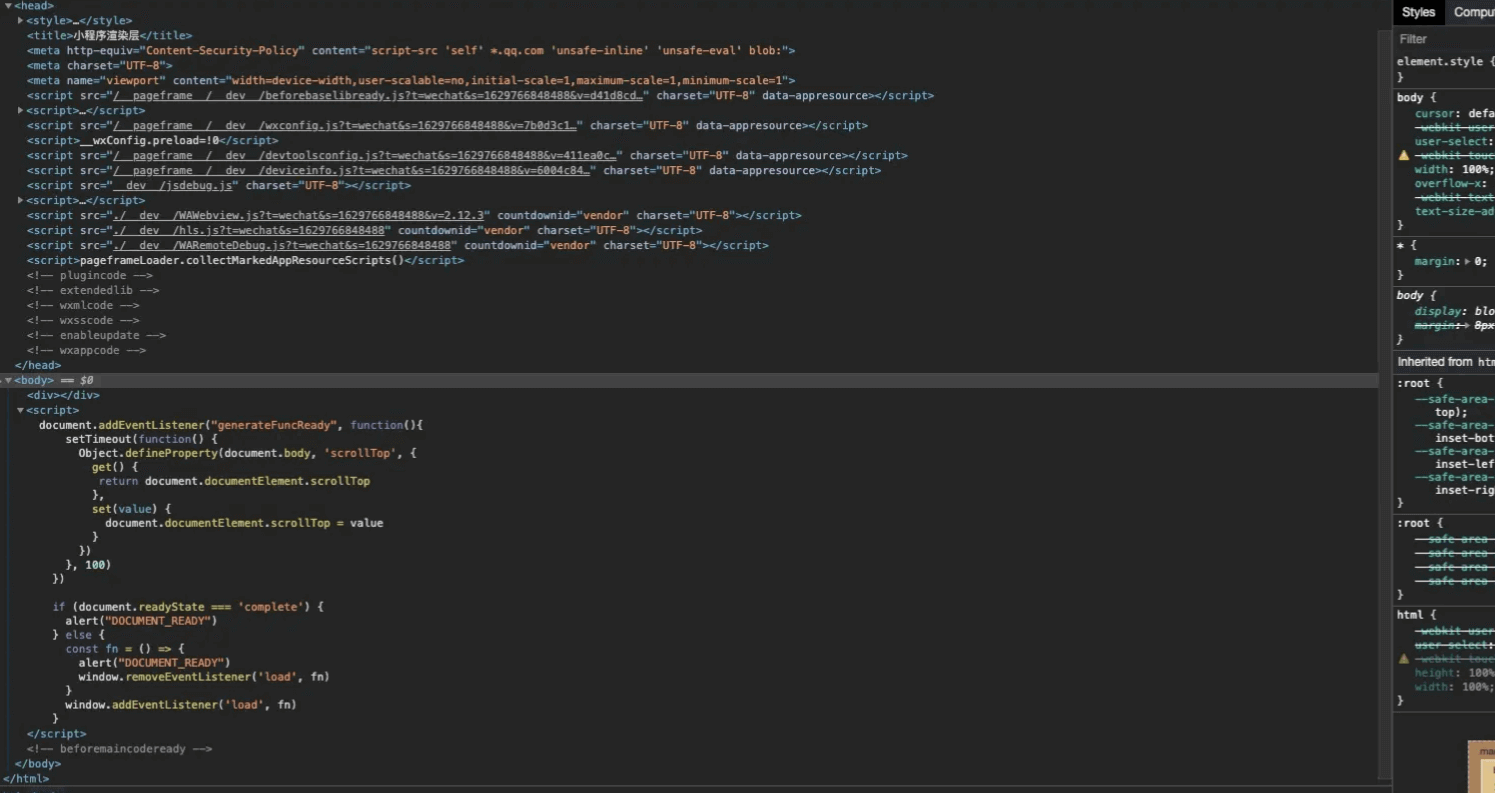 <head>
<style>…</style>
<title>小程序渲染层</title>
<meta http-equiv="Content-Security-Policy" content="script-src 'self' *.qq.com 'unsafe-inline' 'unsafe-eval' blob:">
<meta charset="UTF-8">
<meta name="viewport" content="width=device-width,user-scalable=no,initial-scale=1,maximum-scale=1,minimum-scale=1">
<script src="/__pageframe__/__dev__/beforebaselibready.js?t=wechat&s=1629766848488&v=d41d8cd…" charset="UTF-8" data-appresource></script>
<script>…</script>
<script src="/__pageframe__/__dev__/wxconfig.js?t=wechat&s=1629766848488&v=7b0d3c1…" charset="UTF-8" data-appresource></script>
<script>__wxConfig.preload=!0</script>
<script src="/__pageframe__/__dev__/devtoolsconfig.js?t=wechat&s=1629766848488&v=411ea0c…" charset="UTF-8" data-appresource></script>
<script src="/__pageframe__/__dev__/deviceinfo.js?t=wechat&s=1629766848488&v=6004c84…" charset="UTF-8" data-appresource></script>
<script src="__dev__/jsdebug.js" charset="UTF-8"></script>
<script>…</script>
<script src="./__dev__/WAWebview.js?t=wechat&s=1629766848488&v=2.12.3" countdownid="vendor" charset="UTF-8"></script>
<script src="./__dev__/hls.js?t=wechat&s=1629766848488" countdownid="vendor" charset="UTF-8"></script>
<script src="./__dev__/WARemoteDebug.js?t=wechat&s=1629766848488" countdownid="vendor" charset="UTF-8"></script>
<script>pageframeLoader.collectMarkedAppResourceScripts()</script>
<!-- plugincode -->
<!-- extendedlib -->
<!-- wxmlcode -->
<!-- wxsscode -->
<!-- enableupdate -->
<!-- wxappcode -->
</head>
<body> == $0
<div></div>
<script>
document.addEventListener("generateFuncReady", function(){
setTimeout(function() {
Object.defineProperty(document.body, 'scrollTop', {
get() {
return document.documentElement.scrollTop
},
set(value) {
document.documentElement.scrollTop = value
}
})
}, 100)
})
if (document.readyState === 'complete') {
alert("DOCUMENT_READY")
} else {
const fn = () => {
alert("DOCUMENT_READY")
window.removeEventListener('load', fn)
}
window.addEventListener('load', fn)
}
</script>
<!-- beforemaincodeready -->
</body>
</html>
Styles Comput
Filter
element.style {
}
body {
cursor: defa
-webkit-user
user-select:
-webkit-touc
width: 100%;
overflow-x:
-webkit-text
text-size-ad
}
* {
margin: 0;
}
body {
display: blo
margin: 8px
}
Inherited from htm
:root {
--safe-area-
top);
--safe-area-
inset-bot
--safe-area-
inset-lef
--safe-area-
inset-rig
}
:root {
--safe-area-
--safe-area-
--safe-area-
--safe-area-
}
html {
-webkit-user
user-select:
-webkit-touc
height: 100%
width: 100%;
}